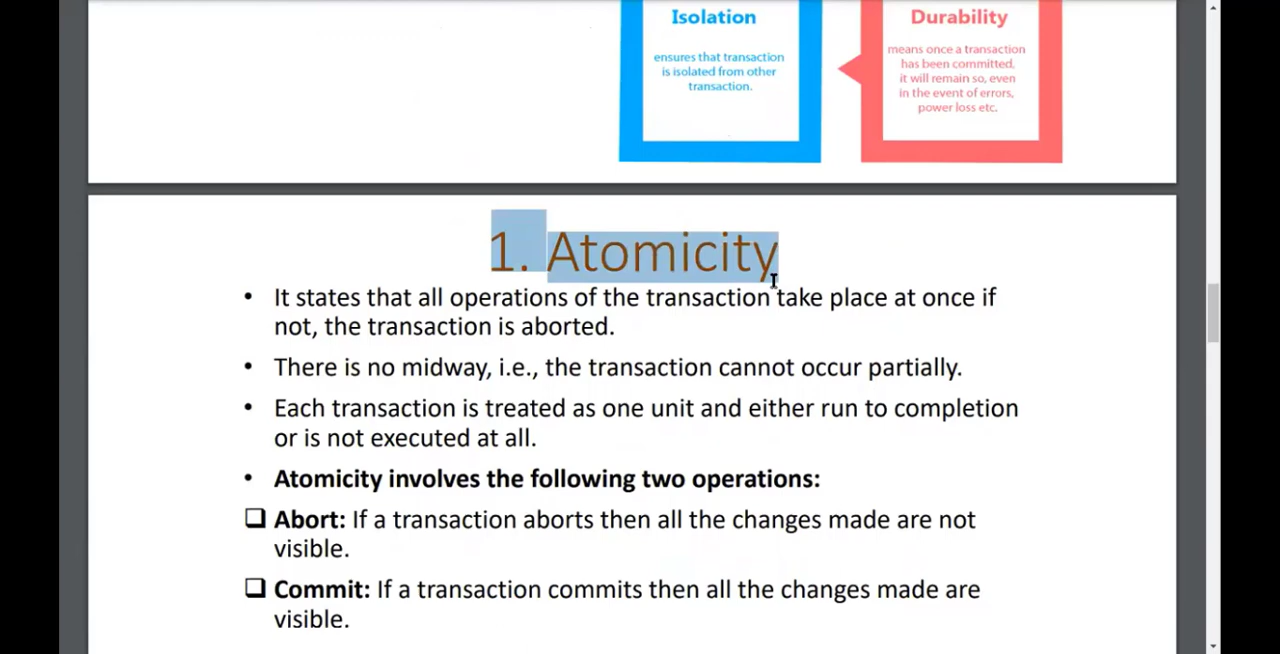 Isolation
ensures that transaction
is isolated from other
transaction.
Durability
means once a transaction
has been committed,
it will remain so, even
in the event of errors,
power loss etc.
1. Atomicity
• It states that all operations of the transaction take place at once if
not, the transaction is aborted.
• There is no midway, i.e., the transaction cannot occur partially.
• Each transaction is treated as one unit and either run to completion
or is not executed at all.
• Atomicity involves the following two operations:
❑ Abort: If a transaction aborts then all the changes made are not
visible.
❑ Commit: If a transaction commits then all the changes made are
visible.